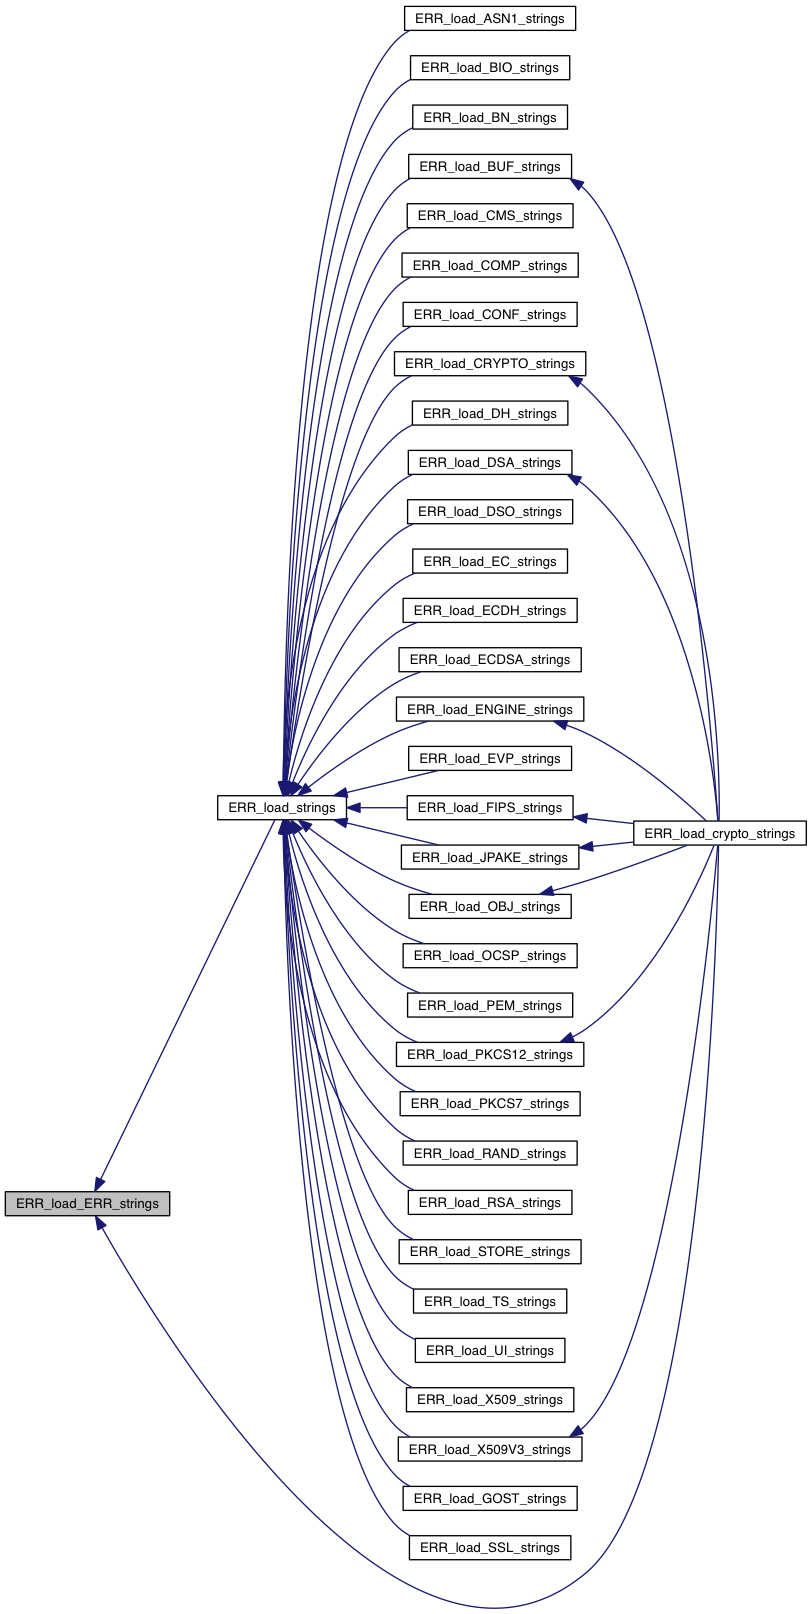 ERR_load_ASN1_strings
ERR_load_BIO_strings
ERR_load_BN_strings
ERR_load_BUF_strings
ERR_load_CMS_strings
ERR_load_COMP_strings
ERR_load_CONF_strings
ERR_load_CRYPTO_strings
ERR_load_DH_strings
ERR_load_DSA_strings
ERR_load_DSO_strings
ERR_load_EC_strings
ERR_load_ECDH_strings
ERR_load_ECDSA_strings
ERR_load_ENGINE_strings
ERR_load_EVP_strings
ERR_load_strings
ERR_load_FIPS_strings
ERR_load_crypto_strings
ERR_load_JPAKE_strings
ERR_load_OBJ_strings
ERR_load_OCSP_strings
ERR_load_PEM_strings
ERR_load_PKCS12_strings
ERR_load_PKCS7_strings
ERR_load_RAND_strings
ERR_load_ERR_strings
ERR_load_RSA_strings
ERR_load_STORE_strings
ERR_load_TS_strings
ERR_load_UI_strings
ERR_load_X509_strings
ERR_load_X509V3_strings
ERR_load_GOST_strings
ERR_load_SSL_strings